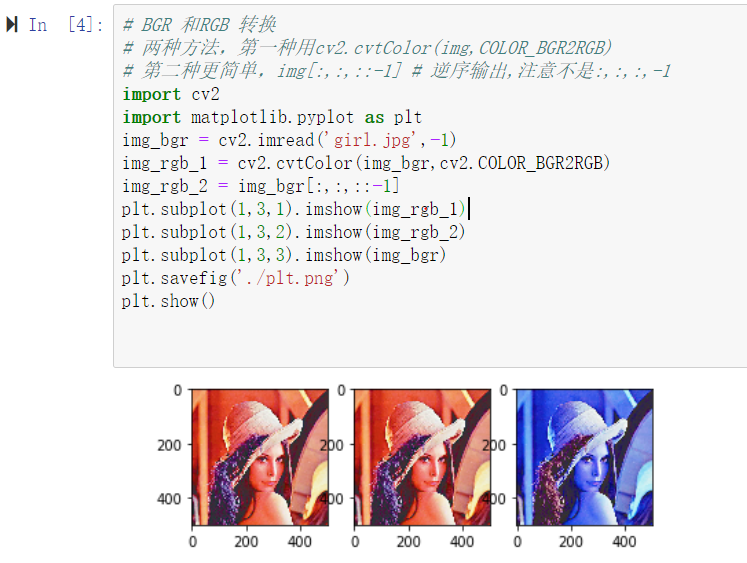 In [4]:
# BGR 和RGB 转换
# 两种方法，第一种用cv2.cvtColor(img,COLOR_BGR2RGB)
# 第二种更简单，img[:,:,::-1] # 逆序输出,注意不是:,:,:,-1
import cv2
import matplotlib.pyplot as plt
img_bgr = cv2.imread('girl.jpg',-1)
img_rgb_1 = cv2.cvtColor(img_bgr,cv2.COLOR_BGR2RGB)
img_rgb_2 = img_bgr[:,:,::-1]
plt.subplot(1,3,1).imshow(img_rgb_1)
plt.subplot(1,3,2).imshow(img_rgb_2)
plt.subplot(1,3,3).imshow(img_bgr)
plt.savefig('./plt.png')
plt.show()
0 0 0
200 200 200
400 400 400
0 200 400 0 200 400 0 200 400